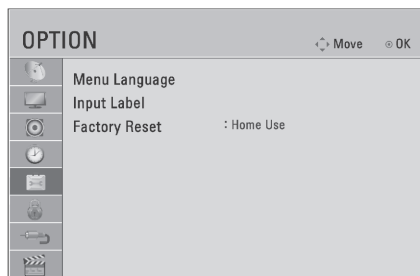 OPTION Move OK
Menu Language
Input Label
Factory Reset : Home Use